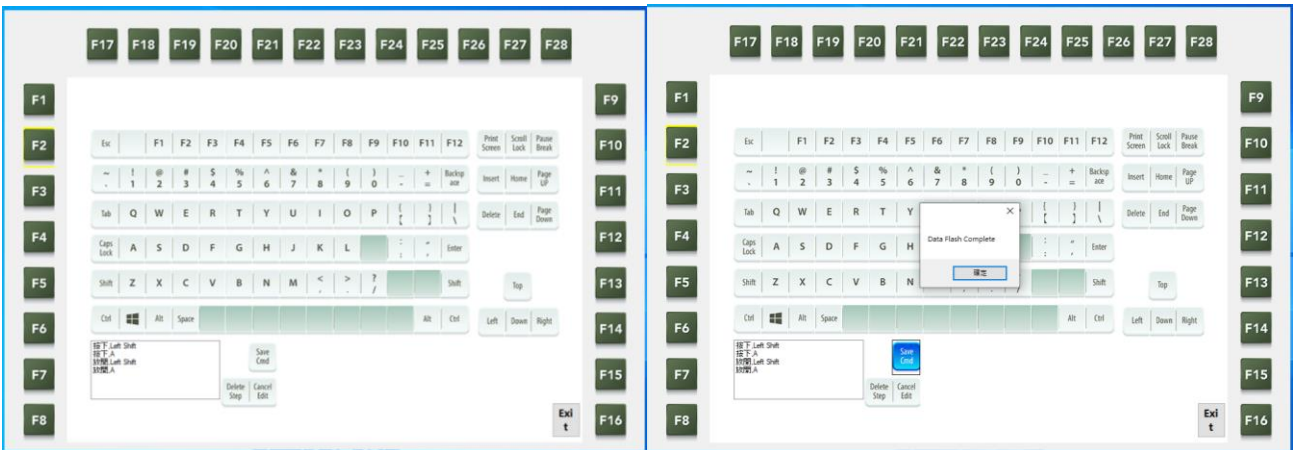 F17 F18 F19 F20 F21 F22 F23 F24 F25 F26 F27 F28
F1 F9
F2 Esc F1 F2 F3 F4 F5 F6 F7 F8 F9 F10 F11 F12 Print Screen Scroll Lock Pause Break F10
~ ! @ # $ % ^ & * ( ) _ + Backsp ace Insert Home Page UP
. 1 2 3 4 5 6 7 8 9 0 - =
F3 F11
Tab Q W E R T Y U I O P { } | Delete End Page Down
【 】 \
F4 F12
Caps Lock A S D F G H J K L : " Enter
; ,
F5 Shift Z X C V B N M < > ? Shift Top F13
, . /
F6 Ctrl Alt Space Alt Ctrl Left Down Right F14
按下,Left Shift
按下,A
放開,Left Shift
放開,A
Save Cmd
F7 Delete Step Cancel Edit F15
F8 Exi t F16
F17 F18 F19 F20 F21 F22 F23 F24 F25 F26 F27 F28
F1 F9
F2 Esc F1 F2 F3 F4 F5 F6 F7 F8 F9 F10 F11 F12 Print Screen Scroll Lock Pause Break F10
~ ! @ # $ % ^ & * ( ) _ + Backsp ace Insert Home Page UP
. 1 2 3 4 5 6 7 8 9 0 - =
F3 F11
Tab Q W E R T Y { } | Delete End Page Down
【 】 \
F4 F12
Caps Lock A S D F G H : " Enter
; ,
Data Flash Complete
確定
F5 Shift Z X C V B N Shift Top F13
F6 Ctrl Alt Space Alt Ctrl Left Down Right F14
按下,Left Shift
按下,A
放開,Left Shift
放開,A
Save Cmd
F7 Delete Step Cancel Edit F15
F8 Exi t F16